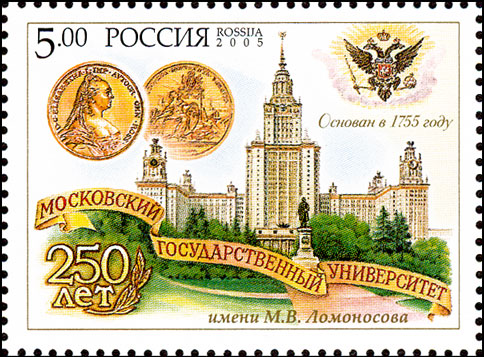 5.00 РОССИЯ ROSSIJA
2005
Основан в 1755 году
МОСКОВСКИЙ
ГОСУДАРСТВЕННЫЙ
УНИВЕРСИТЕТ
250
ЛЕТ
имени М.В. Ломоносова